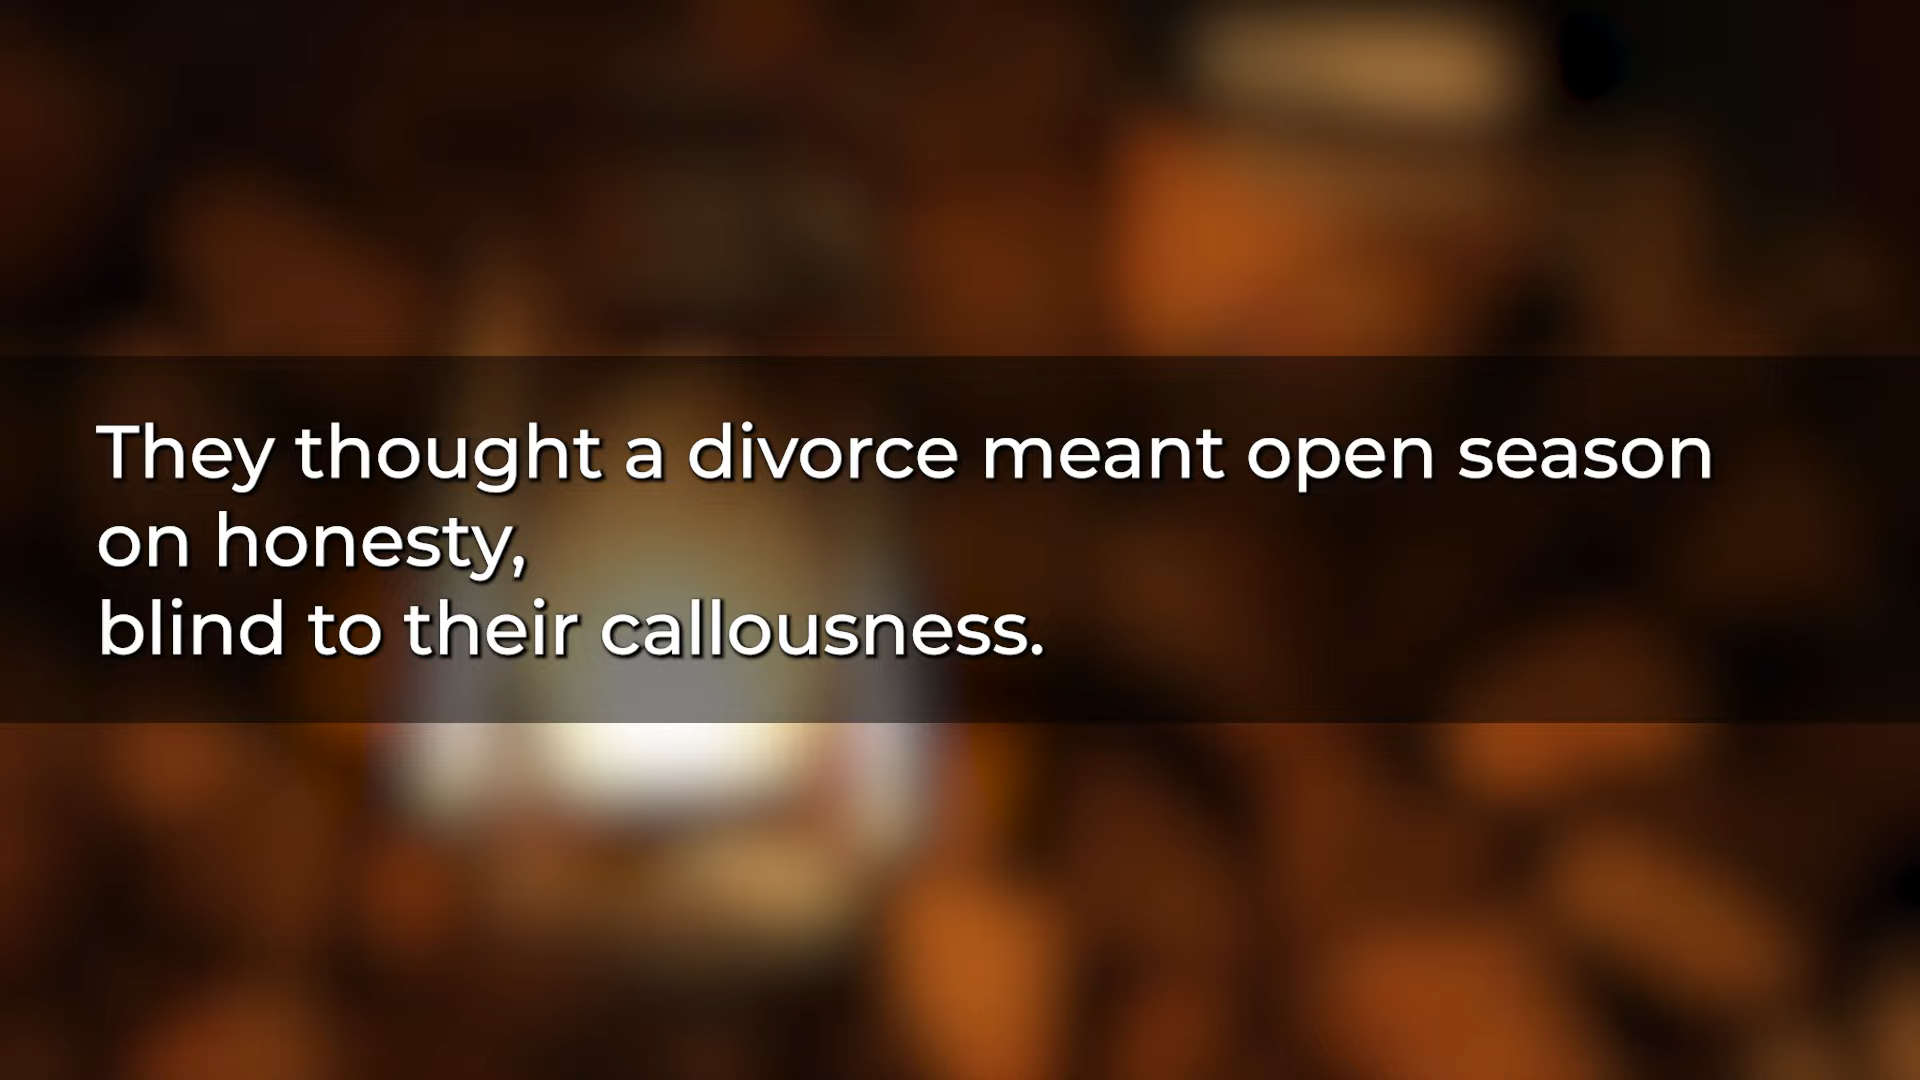 They thought a divorce meant open season
on honesty,
blind to their callousness.